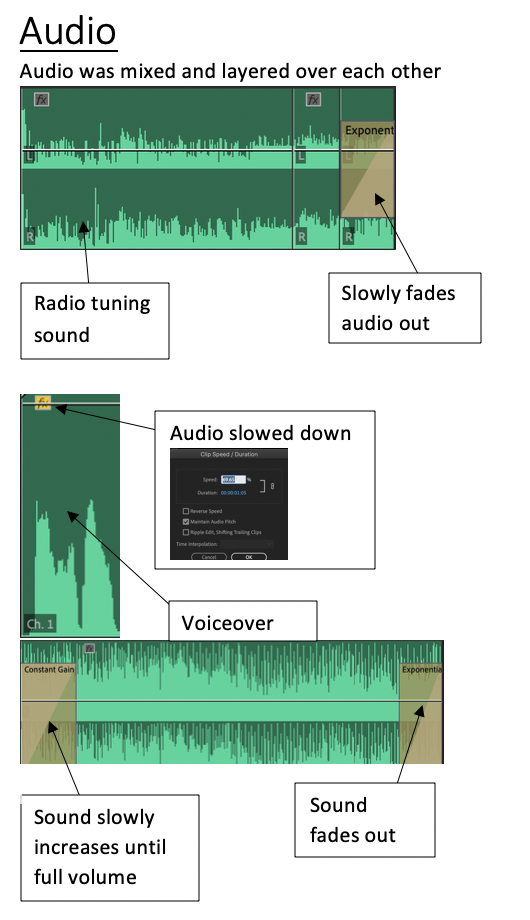 Audio
Audio was mixed and layered over each other
fx
fx
Exponent
L
L
L
R
R
R
Radio tuning
sound
Slowly fades
audio out
fx
Audio slowed down
Clip Speed / Duration
Speed:
%
Duration: 00:00:01:01
Reverse Speed
Maintain Audio Pitch
Ripple Edit, Shifting Trailing Clips
Time Interpolation:
Cancel
OK
Ch. 1
Voiceover
Constant Gain
fx
Exponentia
Sound slowly
increases until
full volume
Sound
fades out